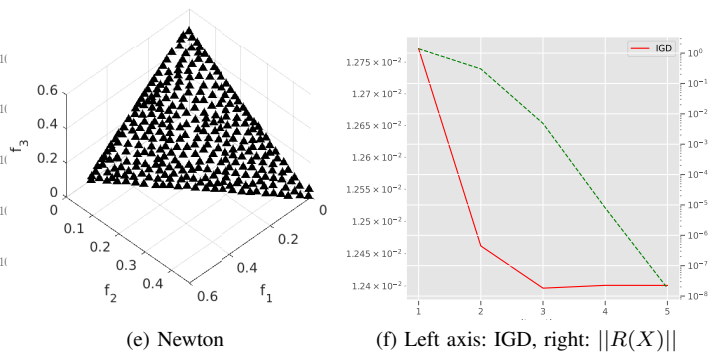 0.6
0.4
0.2
0
f3
0
0.1
0.2
0.3
0.4
f2
0.6
0.4
0.2
0
f1
(e) Newton
IGD
1.275 × 10⁻²
1.27 × 10⁻²
1.265 × 10⁻²
1.26 × 10⁻²
1.255 × 10⁻²
1.25 × 10⁻²
1.245 × 10⁻²
1.24 × 10⁻²
10⁰
10⁻¹
10⁻²
10⁻³
10⁻⁴
10⁻⁵
10⁻⁶
10⁻⁷
10⁻⁸
1 2 3 4 5
(f) Left axis: IGD, right: ||R(X)||